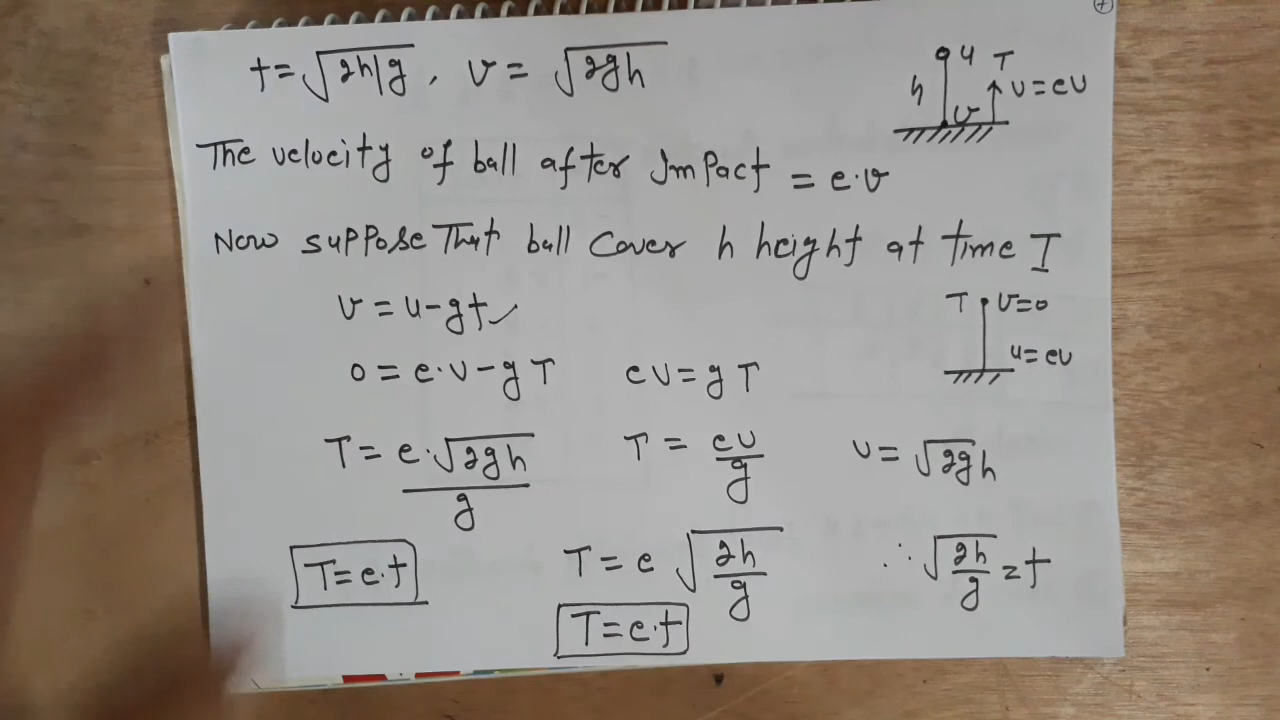 t=√2h/g, v=√2gh
h u T v=ev
v
The velocity of ball after Impact = e.v
Now suppose That ball Cover h height at time T
v=u-gt✓
T v=0
u=ev
0=e.v-gT ev=gT
T=e.√2gh/g T=ev/g v=√2gh
T=e√2h/g ∴√2h/g=t
T=e.t
T=e.t